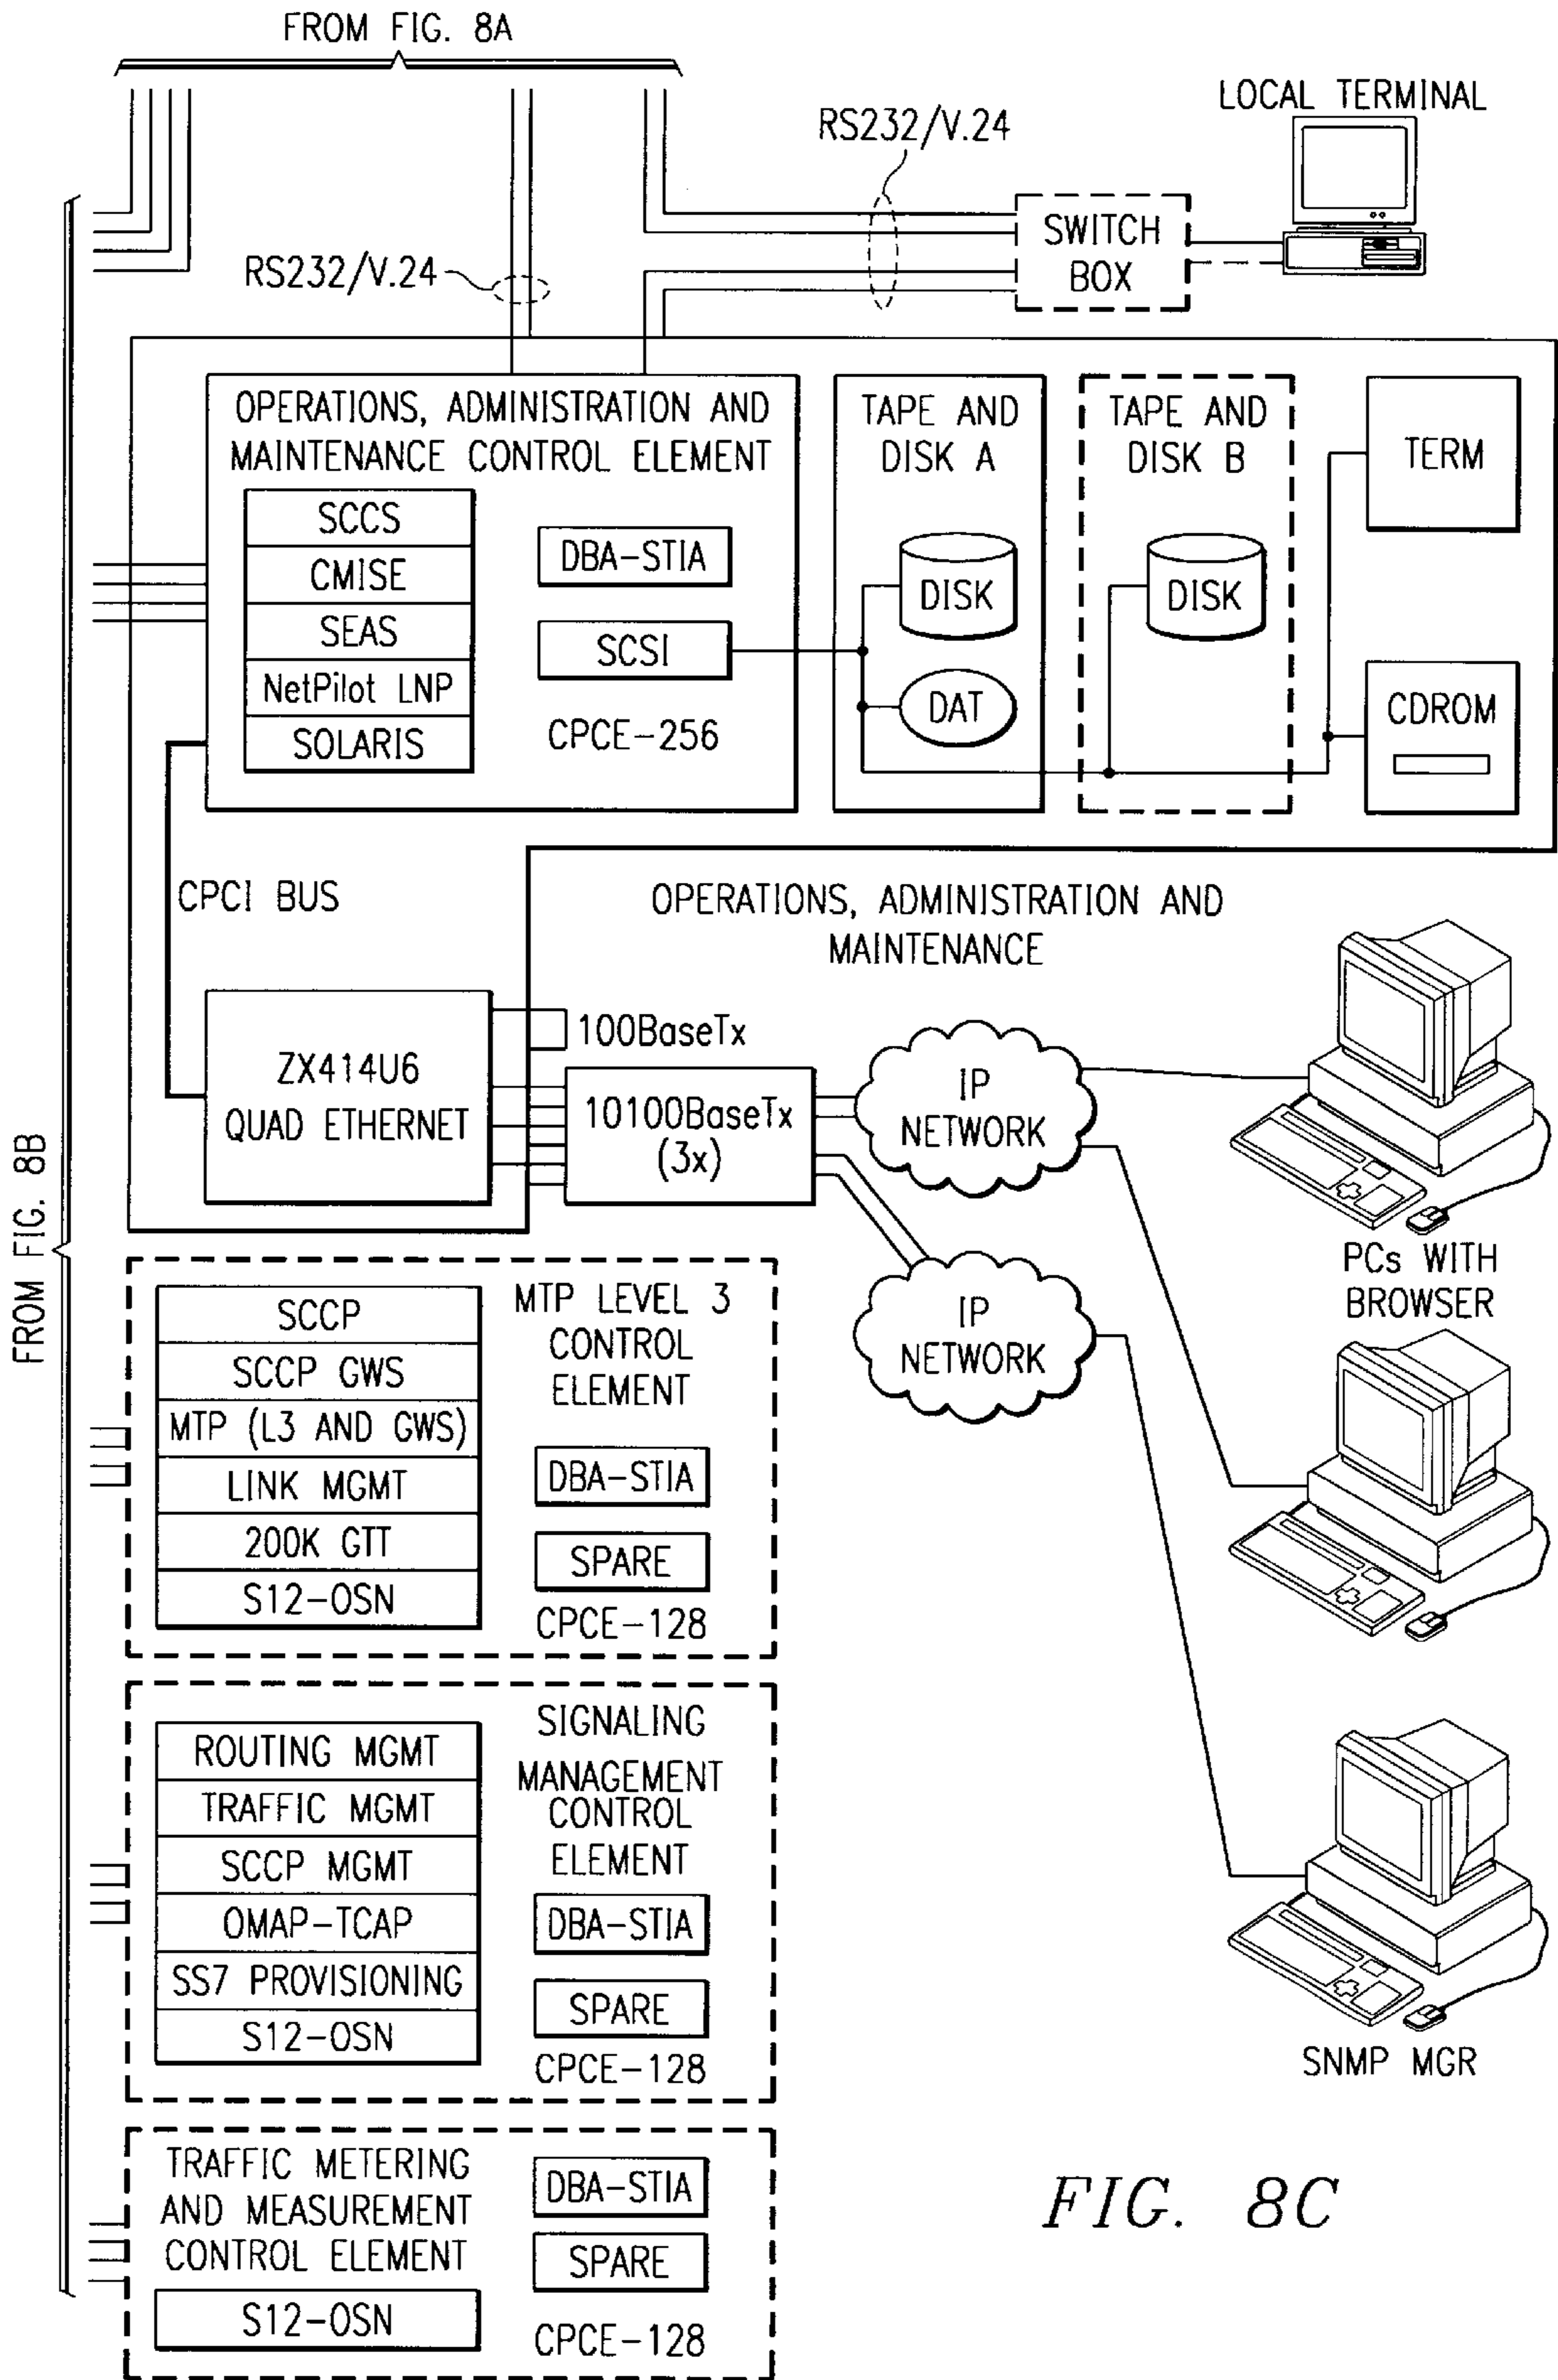 FROM FIG. 8A
LOCAL TERMINAL
RS232/V.24
SWITCH
BOX
RS232/V.24
OPERATIONS, ADMINISTRATION AND
MAINTENANCE CONTROL ELEMENT
SCCS
CMISE
SEAS
NetPilot LNP
SOLARIS
DBA-STIA
SCSI
CPCE-256
TAPE AND
DISK A
DISK
DAT
TAPE AND
DISK B
DISK
TERM
CDROM
CPCI BUS
OPERATIONS, ADMINISTRATION AND
MAINTENANCE
ZX414U6
QUAD ETHERNET
100BaseTx
10100BaseTx
(3x)
IP
NETWORK
IP
NETWORK
PCs WITH
BROWSER
SNMP MGR
FROM FIG. 8B
SCCP
SCCP GWS
MTP (L3 AND GWS)
LINK MGMT
200K GTT
S12-OSN
MTP LEVEL 3
CONTROL
ELEMENT
DBA-STIA
SPARE
CPCE-128
ROUTING MGMT
TRAFFIC MGMT
SCCP MGMT
OMAP-TCAP
SS7 PROVISIONING
S12-OSN
SIGNALING
MANAGEMENT
CONTROL
ELEMENT
DBA-STIA
SPARE
CPCE-128
TRAFFIC METERING
AND MEASUREMENT
CONTROL ELEMENT
S12-OSN
DBA-STIA
SPARE
CPCE-128
FIG. 8C